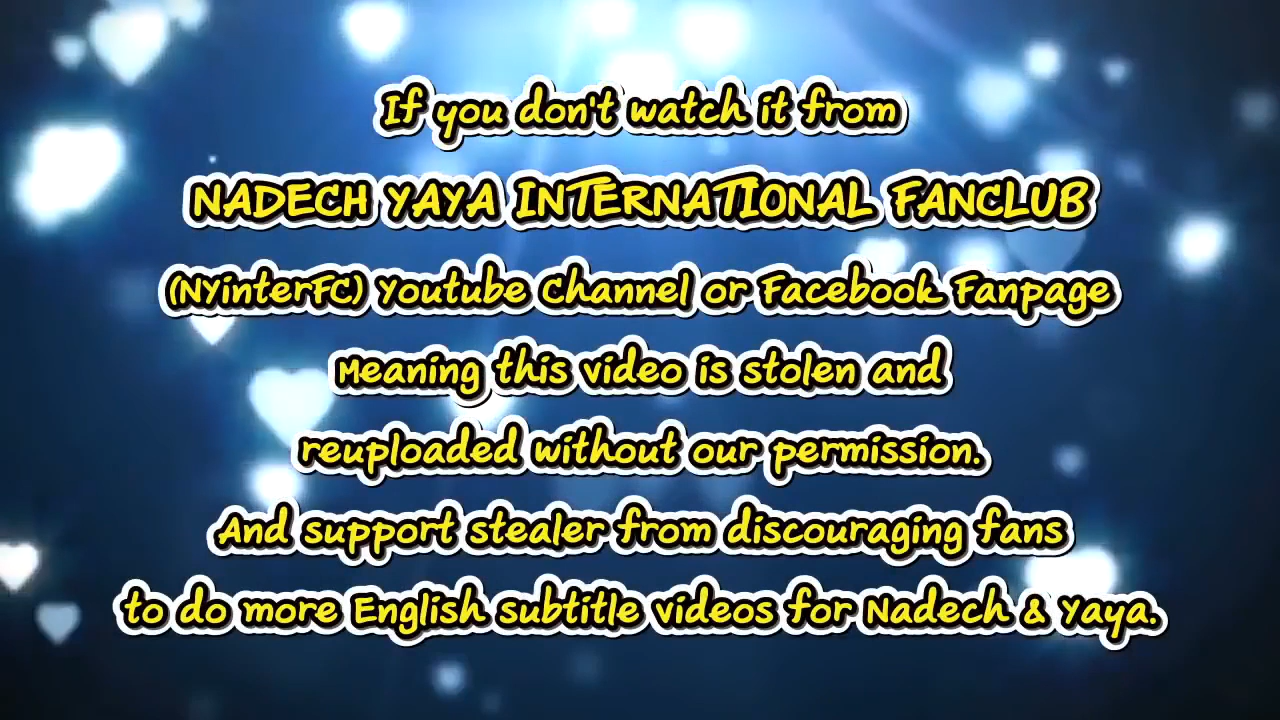 If you don't watch it from
NADECH YAYA INTERNATIONAL FANCLUB
(NYinterFC) Youtube Channel or Facebook Fanpage
Meaning this video is stolen and
reuploaded without our permission.
And support stealer from discouraging fans
to do more English subtitle videos for Nadech & Yaya.